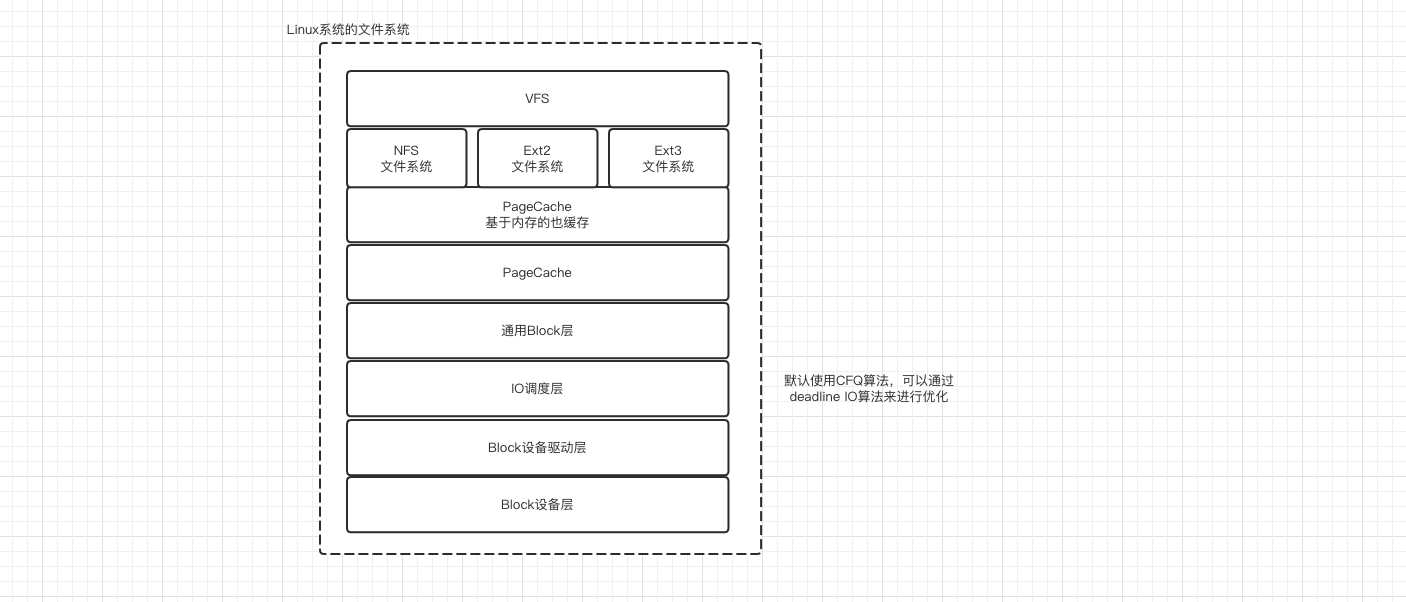 Linux系统的文件系统
VFS
NFS
文件系统
Ext2
文件系统
Ext3
文件系统
PageCache
基于内存的也缓存
PageCache
通用Block层
IO调度层
默认使用CFQ算法，可以通过
deadline IO算法来进行优化
Block设备驱动层
Block设备层